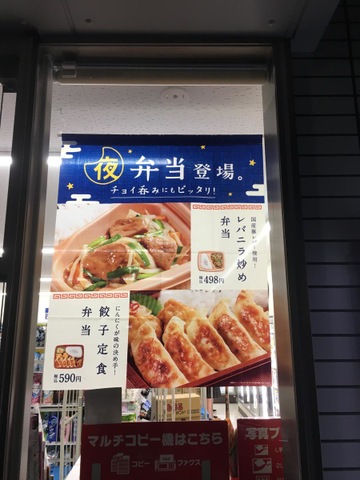 夜弁当登場。
チョイ呑みにもピッタリ!
国産豚レバー使用!
レバニラ炒め
弁当
税込498円
にんにくが味の決め手!
餃子定食
弁当
税込590円
マルチコピー機はこちら
コピー
ファックス
写真プ